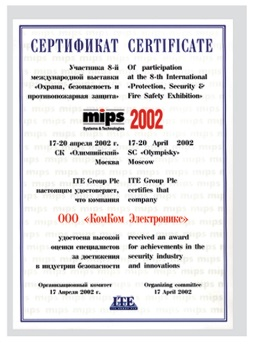 СЕРТИФИКАТ CERTIFICATE
Участника 8-й
международной выставки
«Охрана, безопасность и
противопожарная защита»
Of participation
at the 8-th International
«Protection, Security &
Fire Safety Exhibition»
mips 2002
Systems & Technologies
17-20 апреля 2002 г.
СК «Олимпийский»
Москва
17-20 April 2002
SC «Olympisky»
Moscow
ITE Group Plc
настоящим удостоверяет,
что компания
ITE Group Plc
certifies that
company
ООО «КомКом Электроникс»
удостоена высокой
оценки специалистов
за достижения
в индустрии безопасности
received an award
for achievements in the
security industry
and innovations
Организационный комитет
17 Апреля 2002 г.
Organizing committee
17 April 2002
ITE